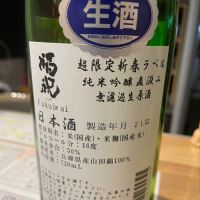 生酒
超限定新春ラベル
純米吟醸直汲み
無濾過生原酒
福祝
Fukuiwai
日本酒 製造年月 21.12
原材料名:米(国産)・米麹(国産米)
アルコール分:16度
精米歩合:50%
兵庫県産山田錦100%
720mL